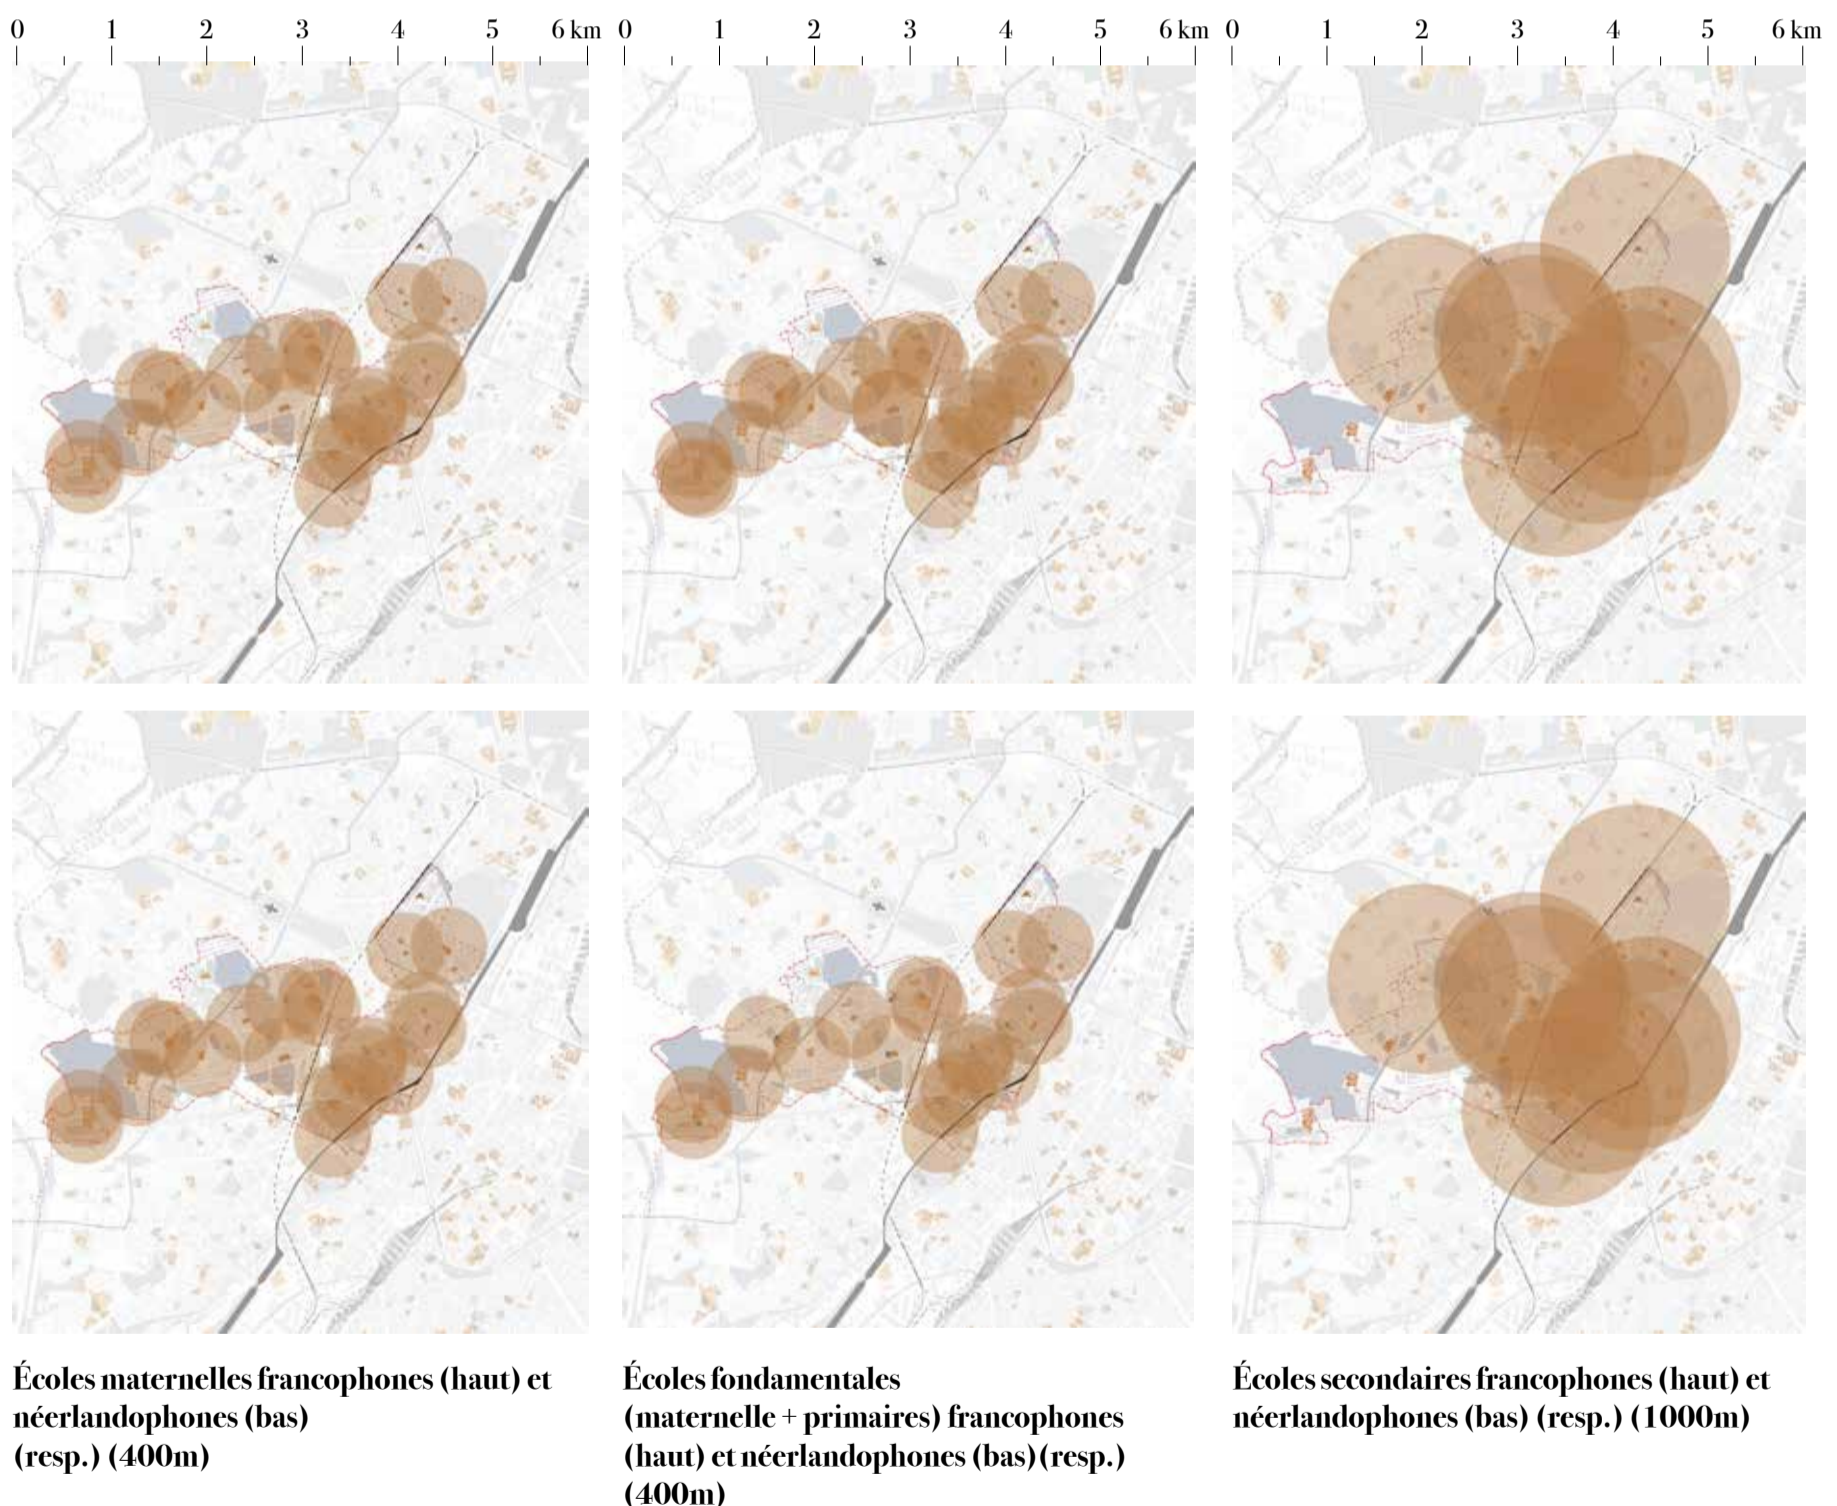 0 1 2 3 4 5 6 km
0 1 2 3 4 5 6 km
0 1 2 3 4 5 6 km
Écoles maternelles francophones (haut) et
néerlandophones (bas)
(resp.) (400m)
Écoles fondamentales
(maternelle + primaires) francophones
(haut) et néerlandophones (bas)(resp.)
(400m)
Écoles secondaires francophones (haut) et
néerlandophones (bas) (resp.) (1000m)